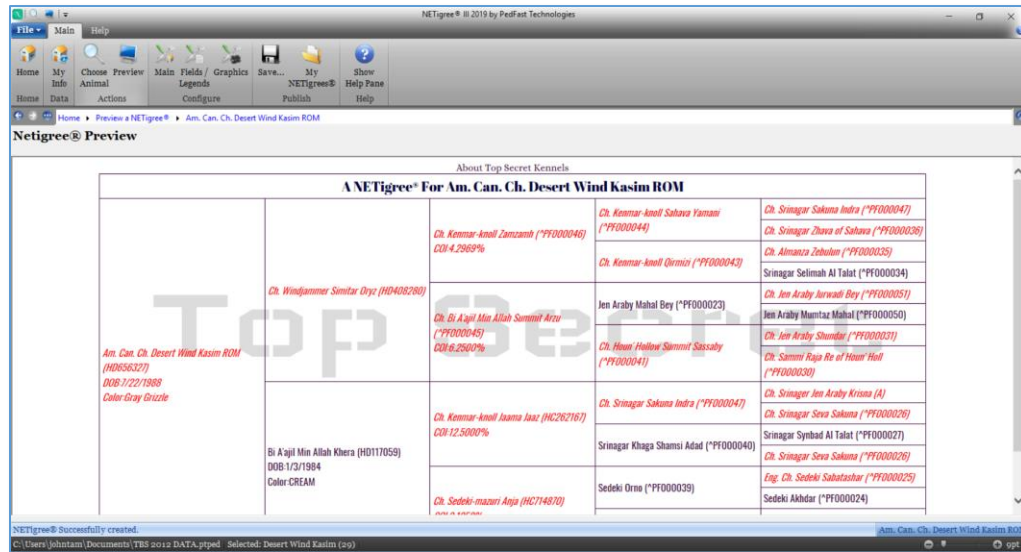 NETigree® III 2019 by PedFast Technologies
File Main Help
Home My Info Choose Animal Preview Main Fields / Legends Graphics Save... My NETigrees® Show Help Pane
Home Data Actions Configure Publish Help
Home Preview a NETigree® Am. Can. Ch. Desert Wind Kasim ROM
Netigree® Preview
About Top Secret Kennels
A NETigree® For Am. Can. Ch. Desert Wind Kasim ROM
Top Secret
Am. Can. Ch. Desert Wind Kasim ROM
(HD656327)
DOB:7/22/1988
Color:Gray Grizzle
Ch. Windjammer Simitar Oryz (HD408280)
Bi A'ajil Min Allah Khera (HD117059)
DOB:1/3/1984
Color:CREAM
Ch. Kenmar-knoll Zamzamh (*PF000046)
COI:4.2969%
Ch. Bi A'ajil Min Allah Summit Arzu
(*PF000045)
COI:6.2500%
Ch. Kenmar-knoll Jaama Jaaz (HC262167)
COI:12.5000%
Ch. Sedeki-mazuri Anja (HC714870)
Ch. Kenmar-knoll Sahava Yamani
(*PF000044)
Ch. Kenmar-knoll Qirmizi (*PF000043)
Jen Araby Mahal Bey (*PF000023)
Ch. Houn' Hollow Summit Sassaby
(*PF000041)
Ch. Srinagar Sakuna Indra (*PF000047)
Srinagar Khaga Shamsi Adad (*PF000040)
Sedeki Orno (*PF000039)
Ch. Srinagar Sakuna Indra (*PF000047)
Ch. Srinagar Zhava of Sahava (*PF000036)
Ch. Almanza Zebulun (*PF000035)
Srinagar Selimah Al Talat (*PF000034)
Ch. Jen Araby Jurwadi Bey (*PF000051)
Jen Araby Mumtaz Mahal (*PF000050)
Ch. Jen Araby Shundar (*PF000031)
Ch. Sammi Raja Re of Houn' Holl
(*PF000030)
Ch. Srinager Jen Araby Krisna (A)
Ch. Srinagar Seva Sakuna (*PF000026)
Srinagar Synbad Al Talat (*PF000027)
Ch. Srinagar Seva Sakuna (*PF000026)
Eng. Ch. Sedeki Sabatashar (*PF000025)
Sedeki Akhdar (*PF000024)
NETigree® Successfully created.
Am. Can. Ch. Desert Wind Kasim ROM
C:\Users\johntam\Documents\TBS 2012 DATA.ptped Selected: Desert Wind Kasim (29)
9pt